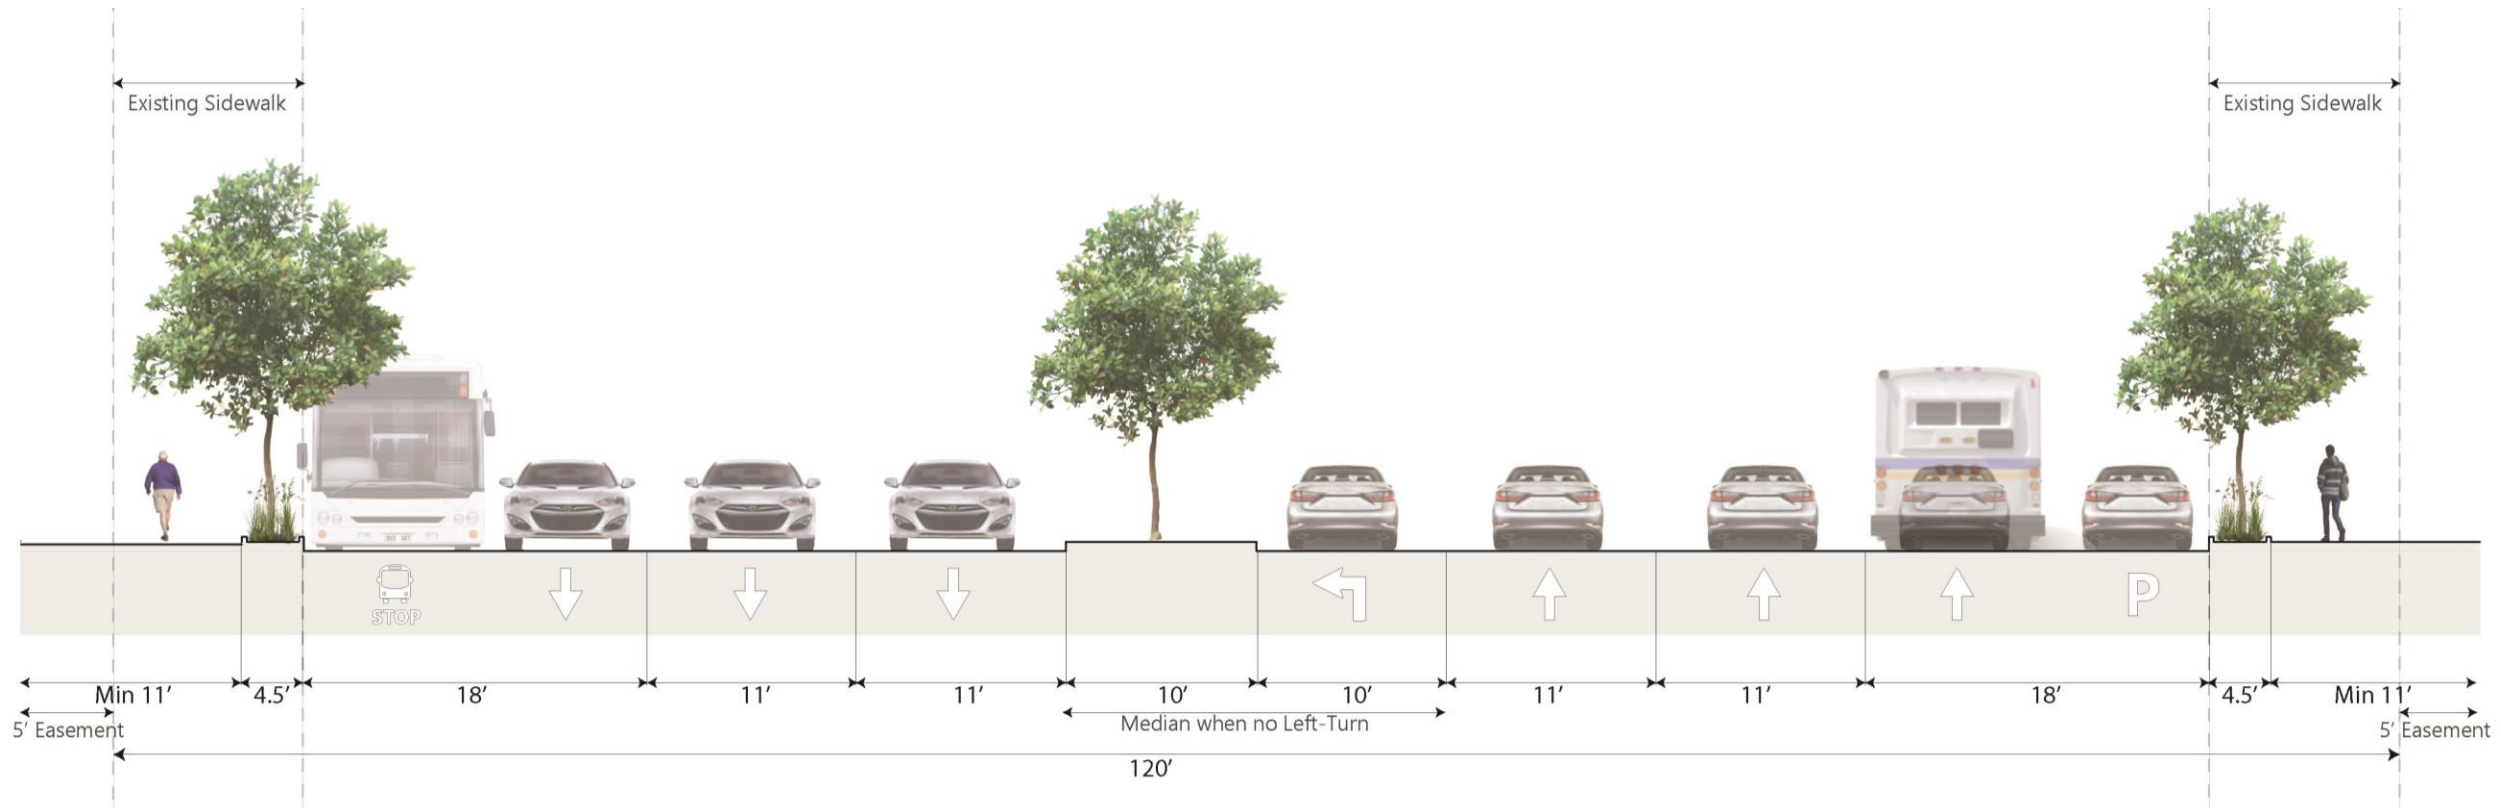 Existing Sidewalk
Existing Sidewalk
STOP
P
Min 11'
4.5'
18'
11'
11'
10'
10'
11'
11'
18'
4.5'
Min 11'
5' Easement
Median when no Left-Turn
5' Easement
120'